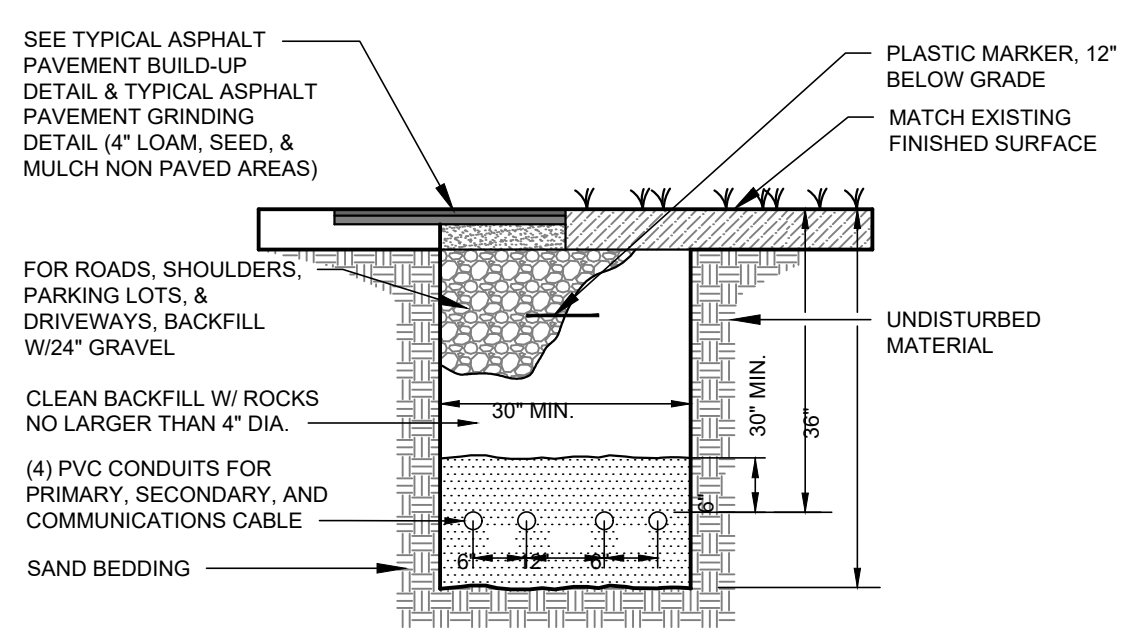 SEE TYPICAL ASPHALT
PAVEMENT BUILD-UP
DETAIL & TYPICAL ASPHALT
PAVEMENT GRINDING
DETAIL (4" LOAM, SEED, &
MULCH NON PAVED AREAS)
PLASTIC MARKER, 12"
BELOW GRADE
MATCH EXISTING
FINISHED SURFACE
FOR ROADS, SHOULDERS,
PARKING LOTS, &
DRIVEWAYS, BACKFILL
W/24" GRAVEL
UNDISTURBED
MATERIAL
CLEAN BACKFILL W/ ROCKS
NO LARGER THAN 4" DIA.
30" MIN.
30" MIN.
36"
(4) PVC CONDUITS FOR
PRIMARY, SECONDARY, AND
COMMUNICATIONS CABLE
6"
6"
12"
6"
SAND BEDDING